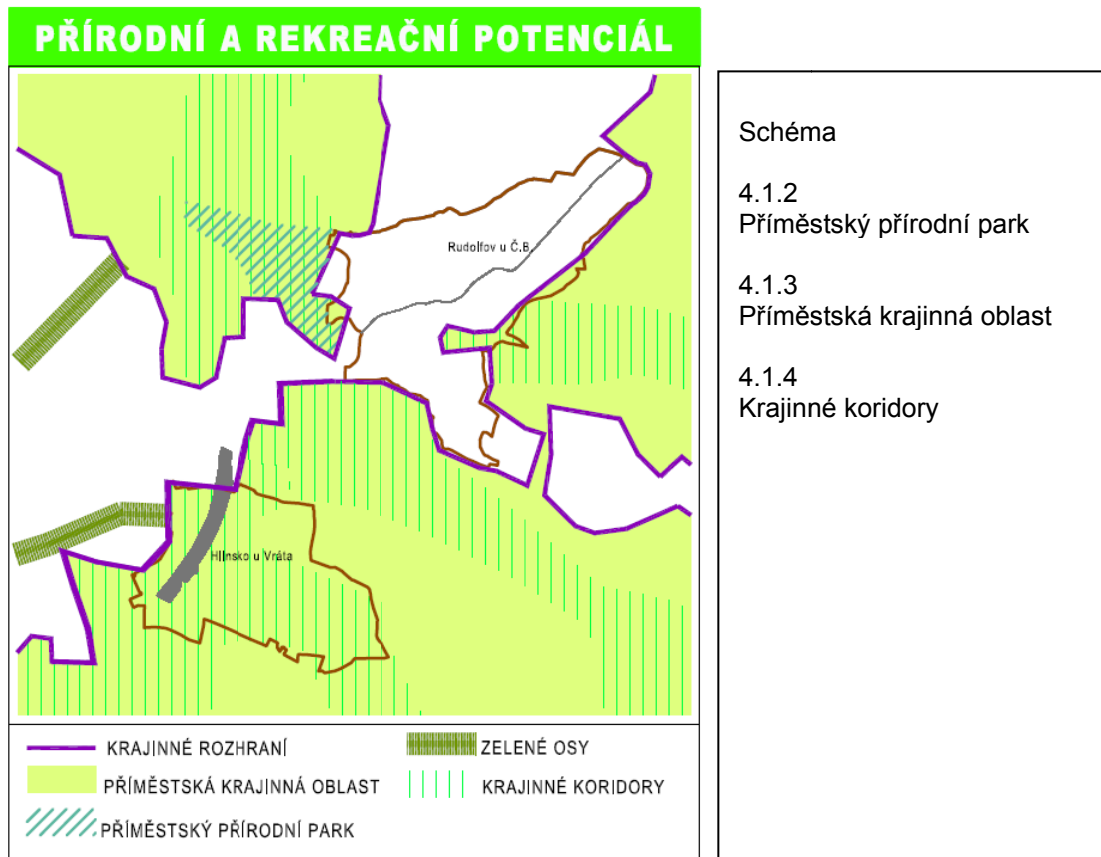 PŘÍRODNÍ A REKREAČNÍ POTENCIÁL
Rudolfov u Č.B.
Hlinsko u Vráta
KRAJINNÉ ROZHRANÍ
PŘÍMĚSTSKÁ KRAJINNÁ OBLAST
PŘÍMĚSTSKÝ PŘÍRODNÍ PARK
ZELENÉ OSY
KRAJINNÉ KORIDORY
Schéma
4.1.2
Příměstský přírodní park
4.1.3
Příměstská krajinná oblast
4.1.4
Krajinné koridory